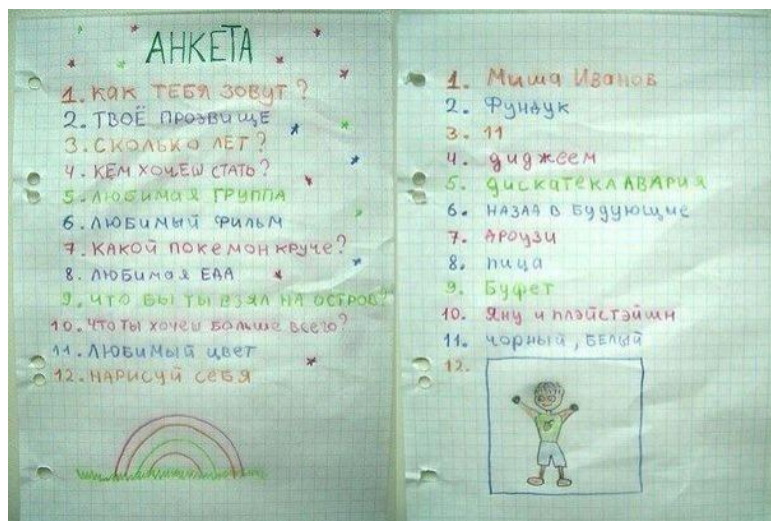 АНКЕТА
1. КАК ТЕБЯ ЗОВУТ?
2. ТВОЁ ПРОЗВИЩЕ
3. СКОЛЬКО ЛЕТ?
4. КЕМ ХОЧЕШ СТАТЬ?
5. ЛЮБИМАЯ ГРУППА
6. ЛЮБИМЫЙ ФИЛЬМ
7. КАКОЙ ПОКЕМОН КРУЧЕ?
8. ЛЮБИМАЯ ЕДА
9. ЧТО БЫ ТЫ ВЗЯЛ НА ОСТРОВ?
10. ЧТО ТЫ ХОЧЕШ БОЛЬШЕ ВСЕГО?
11. ЛЮБИМЫЙ ЦВЕТ
12. НАРИСУЙ СЕБЯ
1. Миша Иванов
2. Фундук
3. 11
4. диджеем
5. дискатека АВАРИЯ
6. НАЗАД В Будующие
7.Ароузи
8. пица
9. Буфет
10. Яну и плэйстэйшн
11. чорный, БЕЛЫЙ
12.